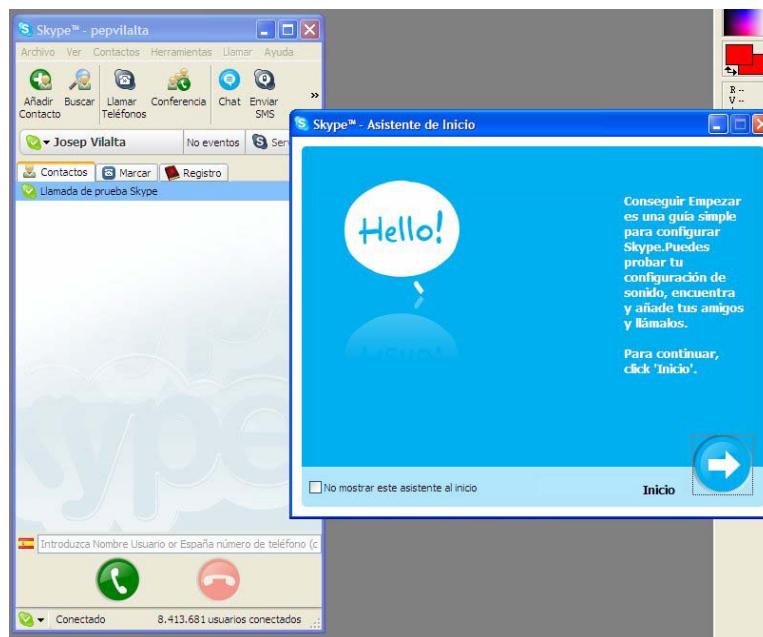 Skype™ - pepvilalta
Archivo Ver Contactos Herramientas Llamar Ayuda
Añadir Contacto
Buscar
Llamar Teléfonos
Conferencia
Chat
Enviar SMS
»
Josep Vilalta
No eventos
Contactos
Marcar
Registro
Llamada de prueba Skype
Introduzca Nombre Usuario or España número de teléfono (c
Conectado
8.413.681 usuarios conectados
Skype™ - Asistente de Inicio
Hello!
Conseguir Empezar
es una guía simple
para configurar
Skype.Puedes
probar tu
configuración de
sonido, encuentra
y añade tus amigos
y llámalos.
Para continuar,
click 'Inicio'.
No mostrar este asistente al inicio
Inicio
R --
V --